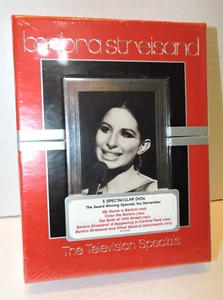 barbra streisand
5 SPECTACULAR DVDs
The Award Winning Specials You Remember
My Name is Barbra (1965)
Color Me Barbra (1966)
The Belle of 14th Street (1967)
Barbra Streisand: A Happening in Central Park (1968)
Barbra Streisand and Other Musical Instruments (1973)
The Television Specials